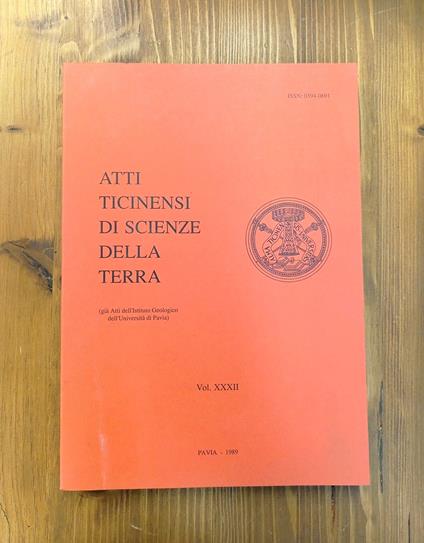 ISSN: 0394-0691
ATTI
TICINENSI
DI SCIENZE
DELLA
TERRA
(già Atti dell'Istituto Geologico
dell'Università di Pavia)
Vol. XXXII
PAVIA - 1989